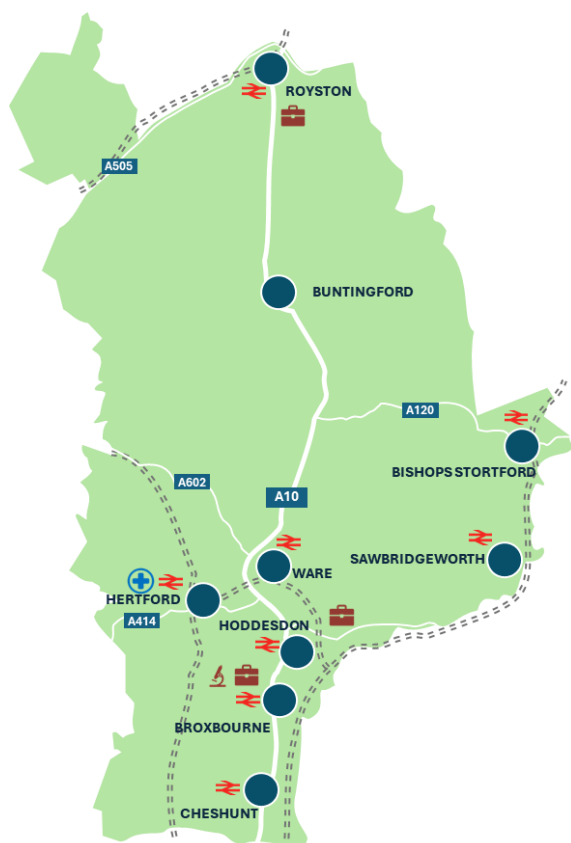 ROYSTON
A505
BUNTINGFORD
A120
BISHOPS STORTFORD
A602
A10
SAWBRIDGEWORTH
WARE
HERTFORD
A414
HODDESDON
BROXBOURNE
CHESHUNT